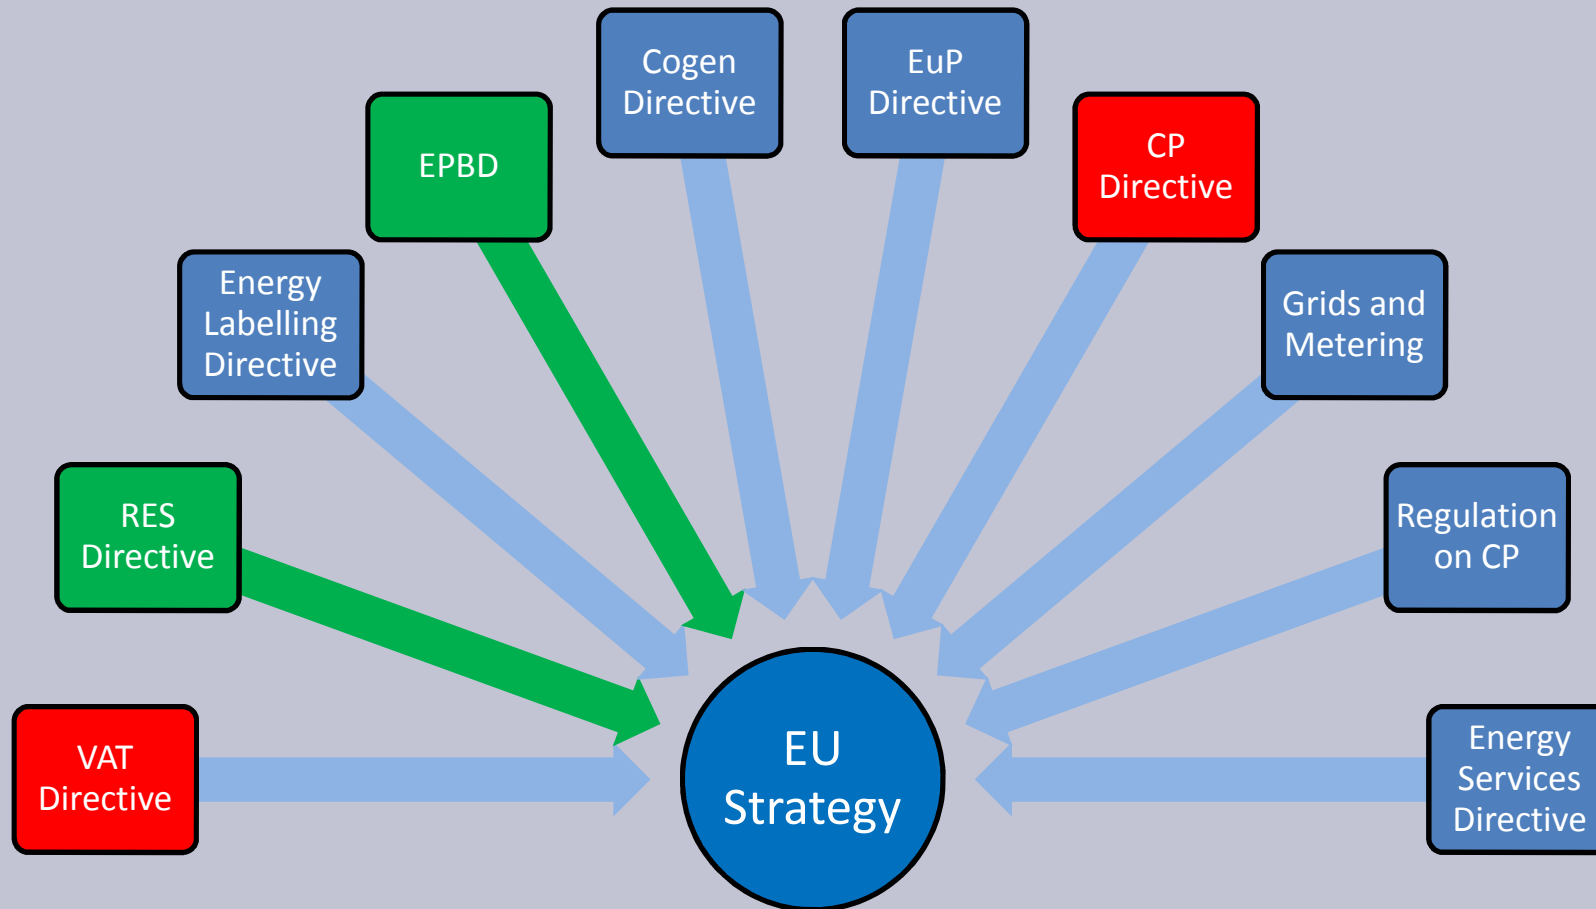 Cogen
Directive
EuP
Directive
EPBD
CP
Directive
Energy
Labelling
Directive
Grids and
Metering
RES
Directive
Regulation
on CP
VAT
Directive
EU
Strategy
Energy
Services
Directive